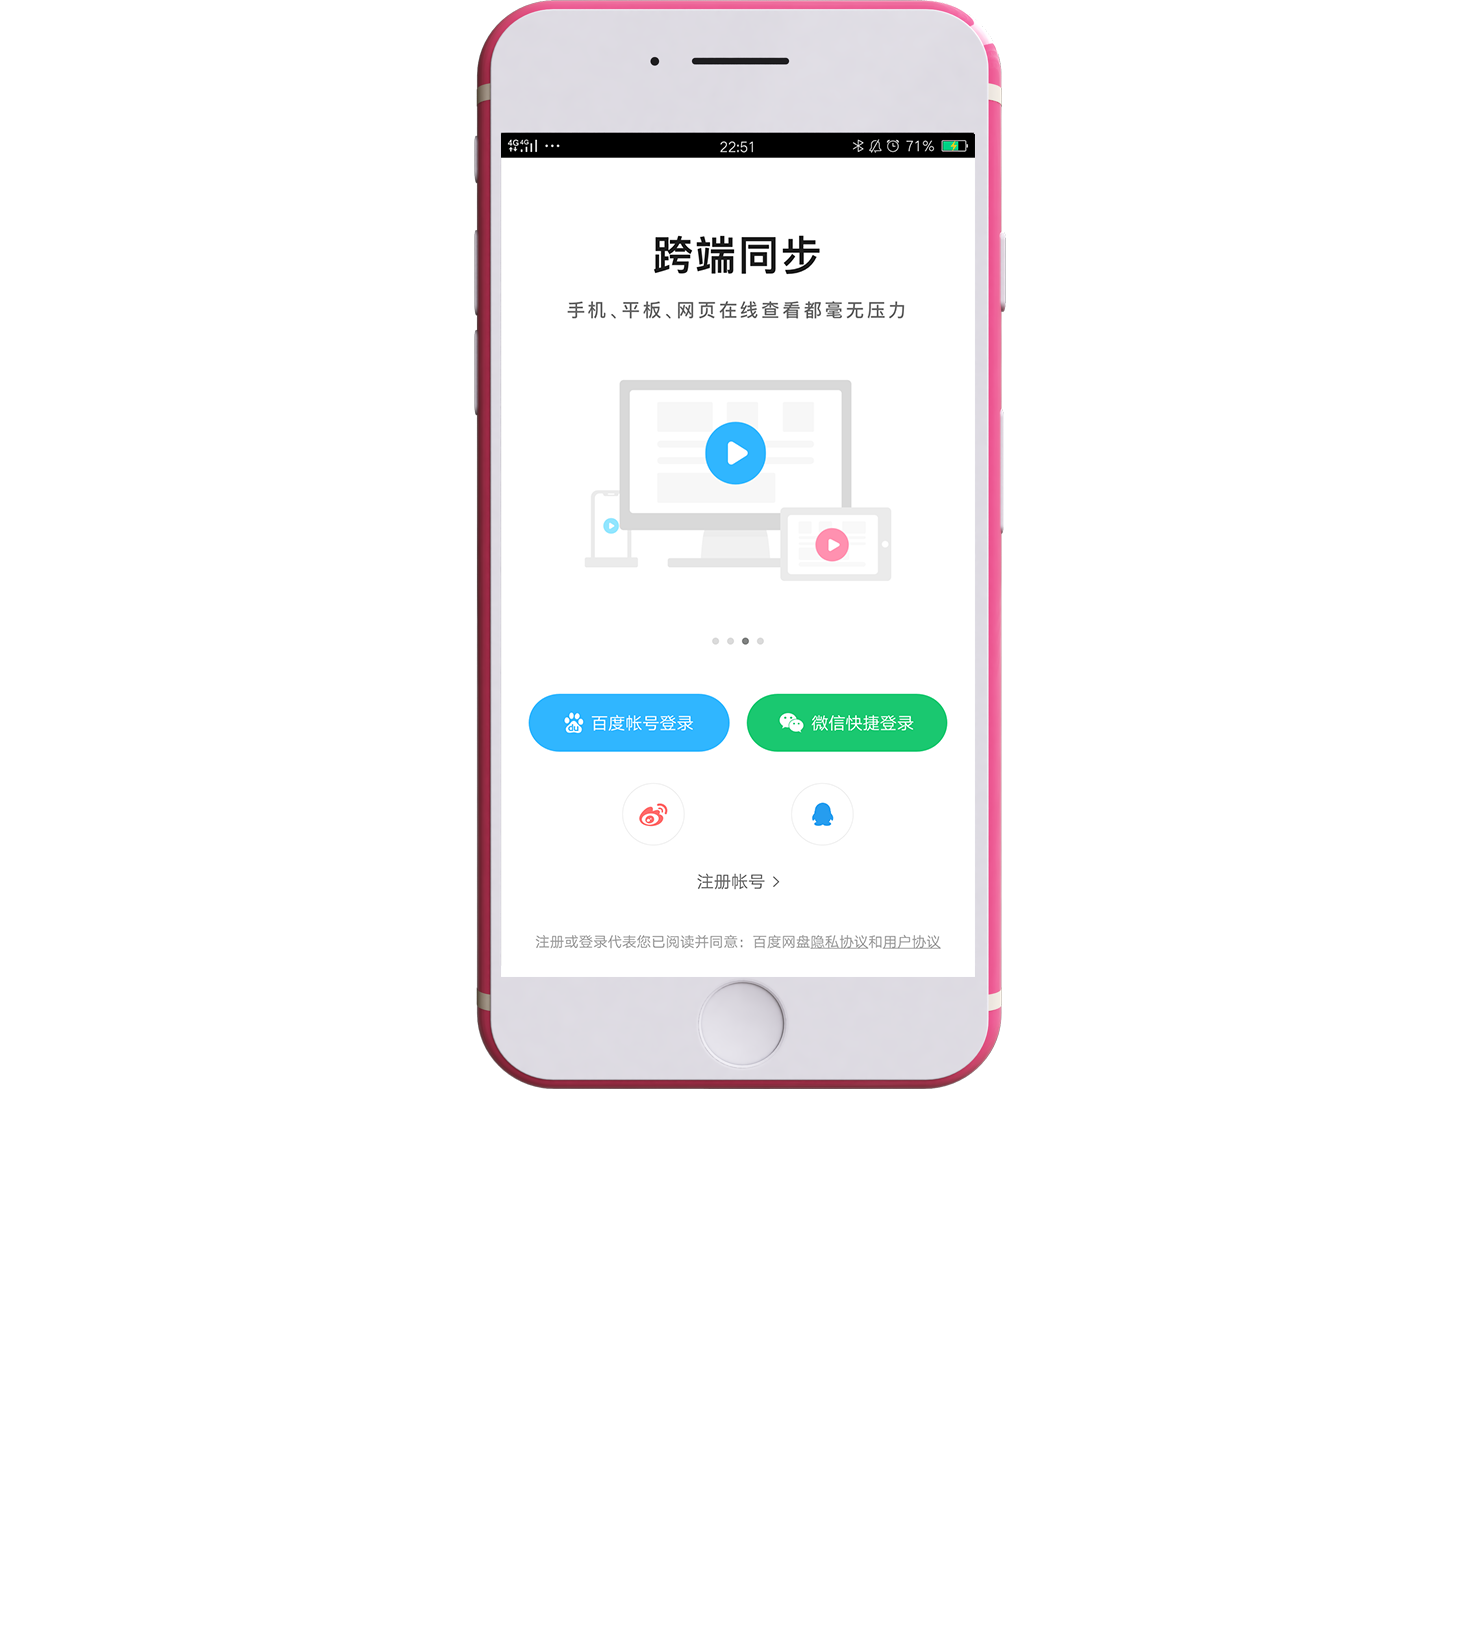 4G 4G ••• 22:51 71%
跨端同步
手机、平板、网页在线查看都毫无压力
du 百度帐号登录 微信快捷登录
注册帐号 >
注册或登录代表您已阅读并同意：百度网盘隐私协议和用户协议